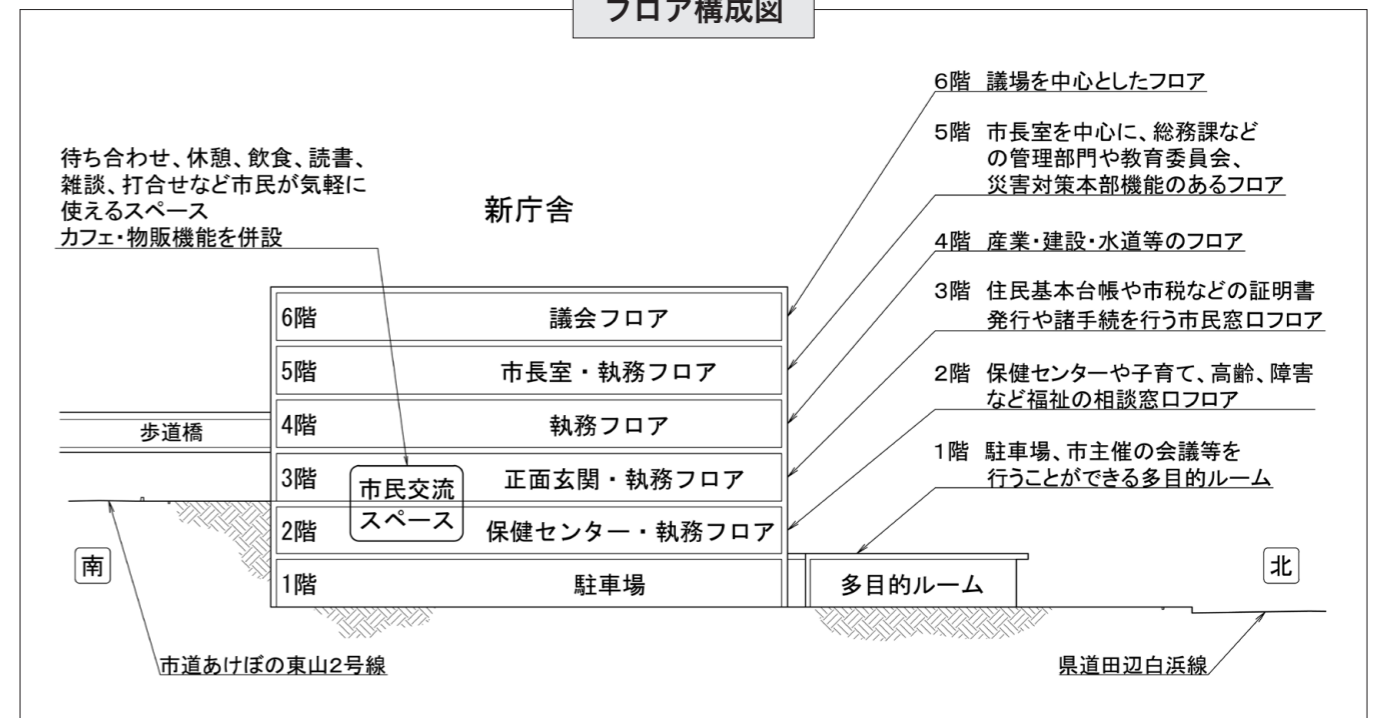 フロア構成図
待ち合わせ、休憩、飲食、読書、
雑談、打合せなど市民が気軽に
使えるスペース
カフェ・物販機能を併設
新庁舎
6階 議場を中心としたフロア
5階 市長室を中心に、総務課など
の管理部門や教育委員会、
災害対策本部機能のあるフロア
4階 産業・建設・水道等のフロア
3階 住民基本台帳や市税などの証明書
発行や諸手続を行う市民窓口フロア
2階 保健センターや子育て、高齢、障害
など福祉の相談窓口フロア
1階 駐車場、市主催の会議等を
行うことができる多目的ルーム
6階 議会フロア
5階 市長室・執務フロア
4階 執務フロア
3階 正面玄関・執務フロア
2階 保健センター・執務フロア
1階 駐車場
市民交流
スペース
歩道橋
多目的ルーム
南
北
市道あけぼの東山2号線
県道田辺白浜線